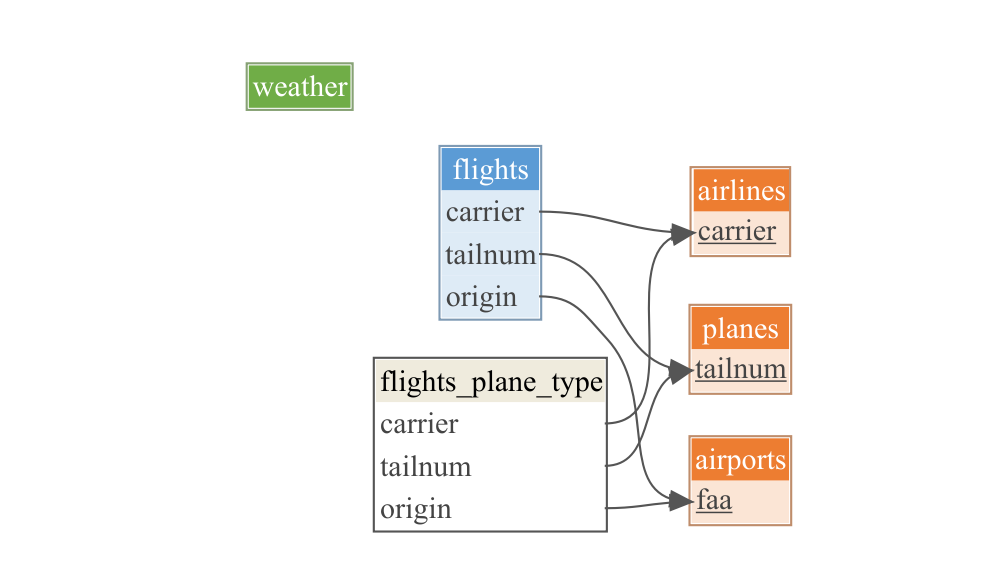 weather
flights
carrier
tailnum
origin
airlines
carrier
planes
tailnum
flights_plane_type
carrier
tailnum
origin
airports
faa